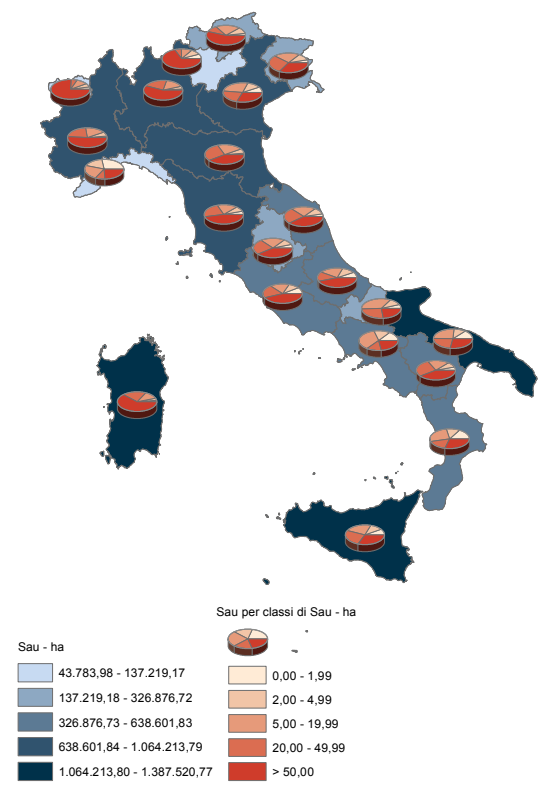 Sau per classi di Sau - ha
Sau - ha
43.783,98 - 137.219,17
137.219,18 - 326.876,72
326.876,73 - 638.601,83
638.601,84 - 1.064.213,79
1.064.213,80 - 1.387.520,77
0,00 - 1,99
2,00 - 4,99
5,00 - 19,99
20,00 - 49,99
> 50,00